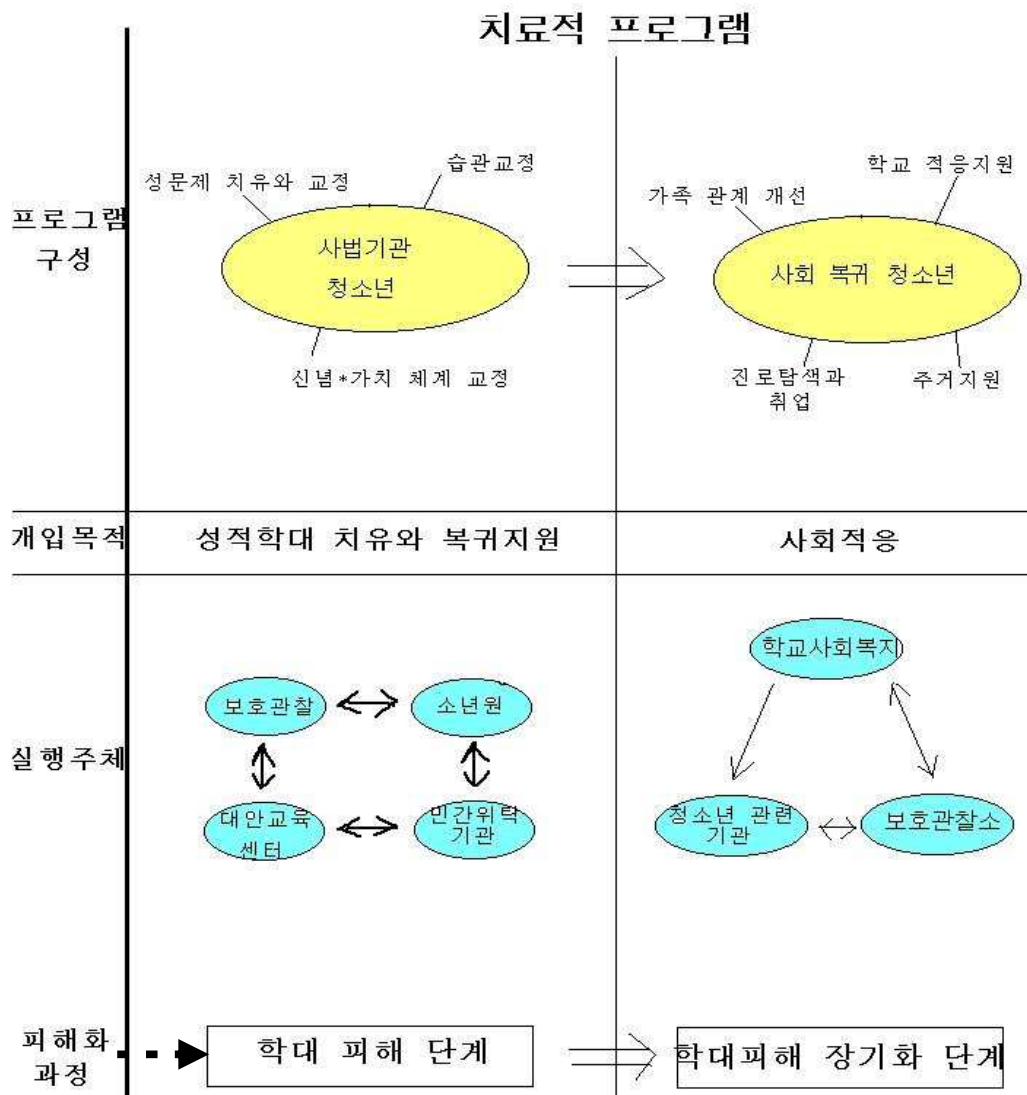 치료적 프로그램
프로그램
구성
성문제 치유와 교정
습관교정
사법기관
청소년
신념*가치 체계 교정
가족 관계 개선
학교 적응지원
사회 복귀 청소년
진로탐색과
취업
주거지원
개입목적
성적학대 치유와 복귀지원
사회적응
실행주체
보호관찰
소년원
대안교육
센터
민간위탁
기관
학교사회복지
청소년 관련
기관
보호관찰소
피해화
과정
학대 피해 단계
학대피해 장기화 단계